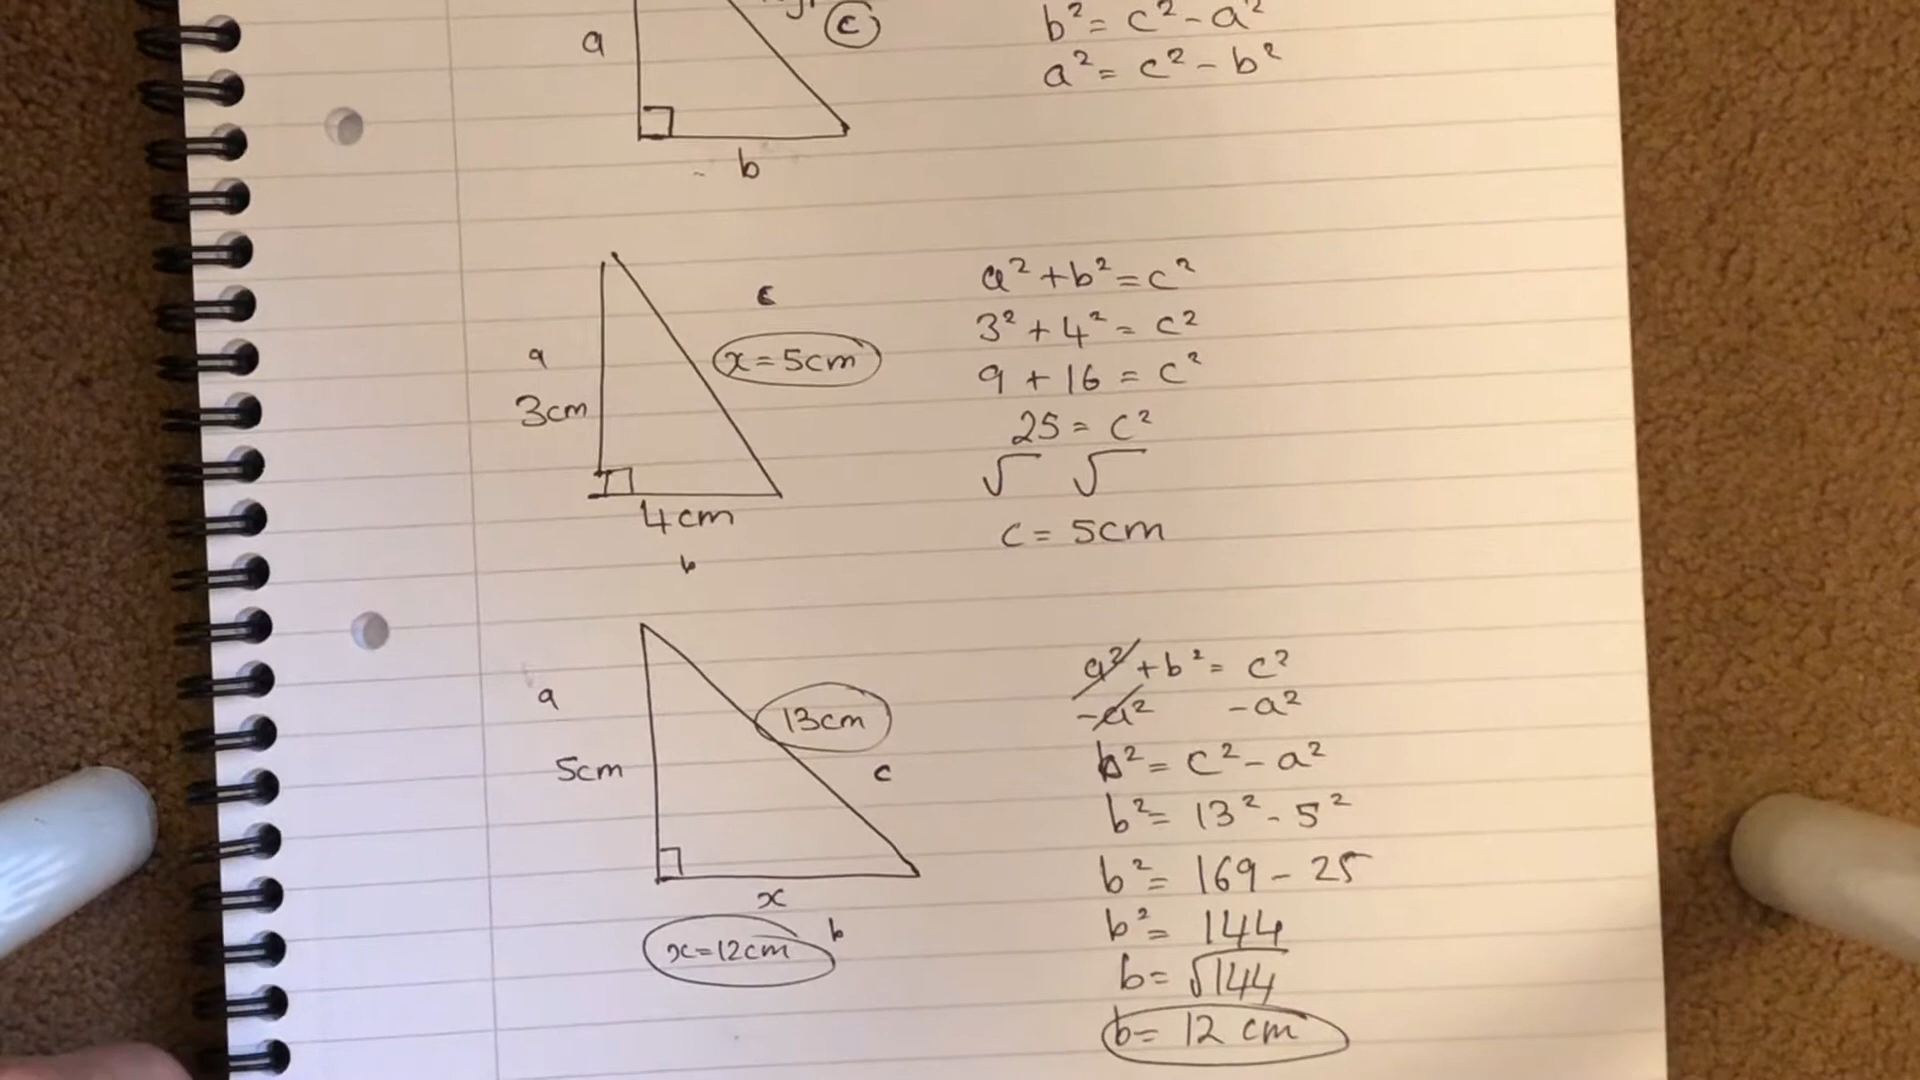 a
c
b² = c² - a²
a² = c² - b²
b
c
a
x = 5cm
3cm
4cm
b
a² + b² = c²
3² + 4² = c²
9 + 16 = c²
25 = c²
√ √
c = 5cm
a
13cm
5cm
c
x
b
x = 12cm
a² + b² = c²
-a² -a²
b² = c² - a²
b² = 13² - 5²
b² = 169 - 25
b² = 144
b = √144
b = 12 cm